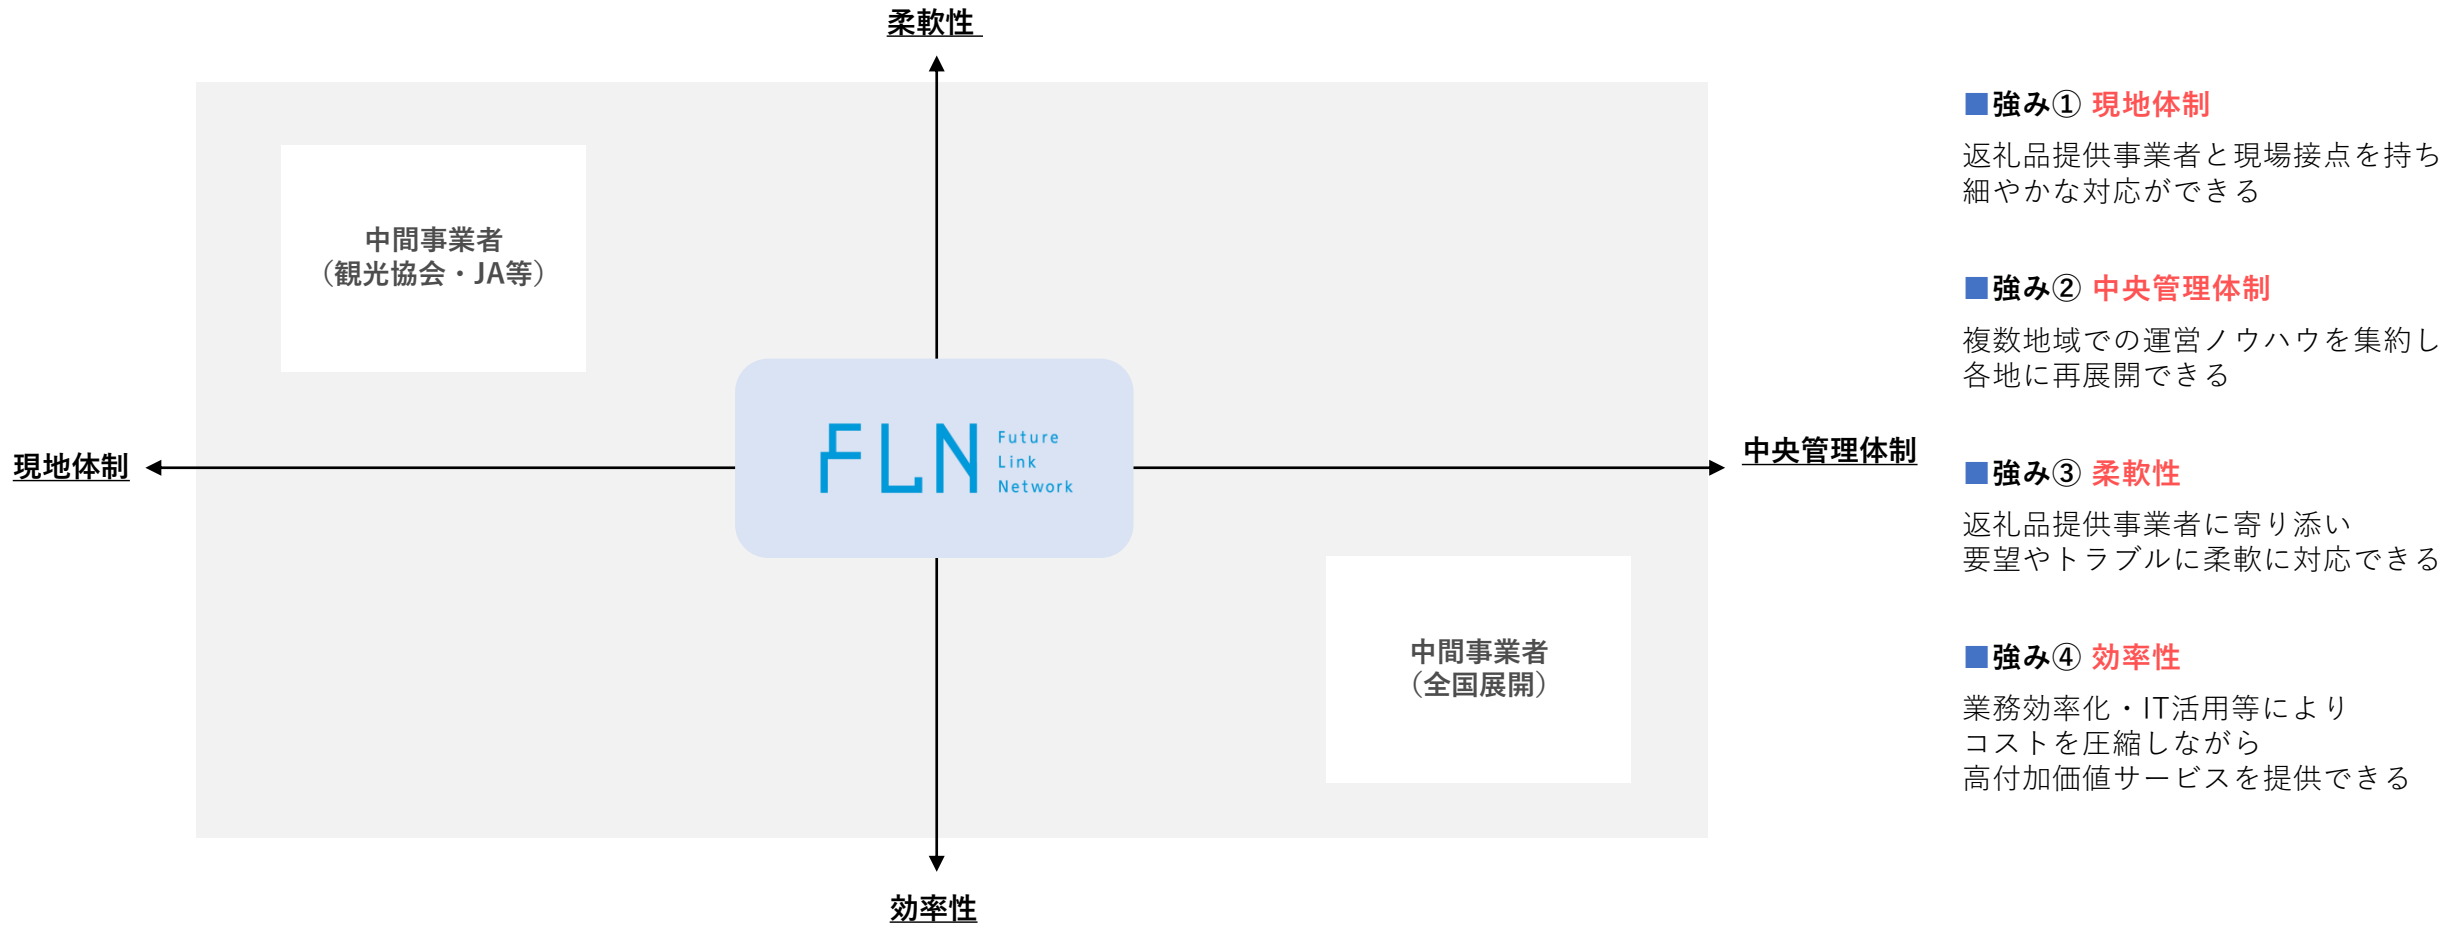 柔軟性
中間事業者
（観光協会・JA等）
現地体制
FLN
Future
Link
Network
中央管理体制
中間事業者
（全国展開）
効率性
■強み① 現地体制
返礼品提供事業者と現場接点を持ち
細やかな対応ができる
■強み② 中央管理体制
複数地域での運営ノウハウを集約し
各地に再展開できる
■強み③ 柔軟性
返礼品提供事業者に寄り添い
要望やトラブルに柔軟に対応できる
■強み④ 効率性
業務効率化・IT活用等により
コストを圧縮しながら
高付加価値サービスを提供できる